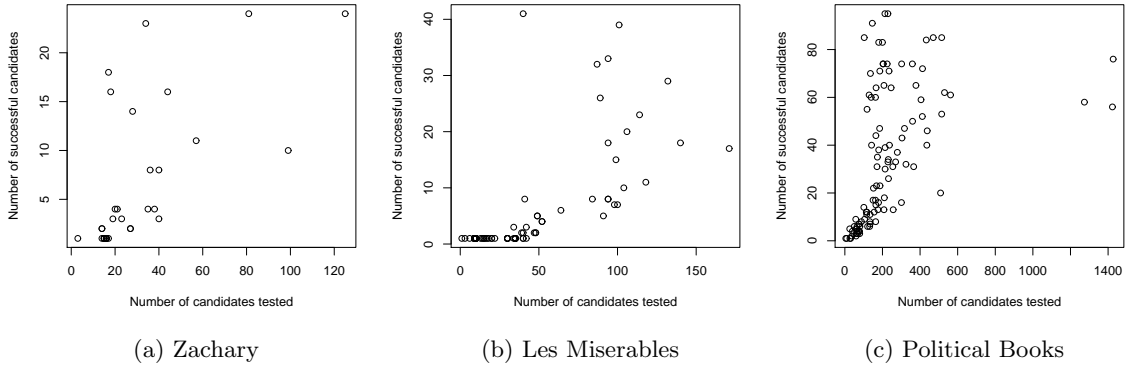 Number of successful candidates
5 10 15 20
0 20 40 60 80 100 120
Number of candidates tested
(a) Zachary
Number of successful candidates
0 10 20 30 40
0 50 100 150
Number of candidates tested
(b) Les Miserables
Number of successful candidates
0 20 40 60 80
0 200 400 600 800 1000 1400
Number of candidates tested
(c) Political Books